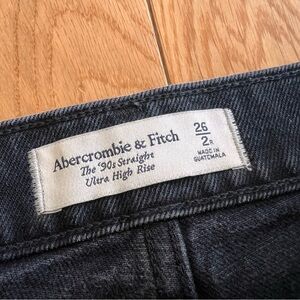 Abercrombie & Fitch
The '90s Straight
Ultra High Rise
26
2R
MADE IN
GUATEMALA